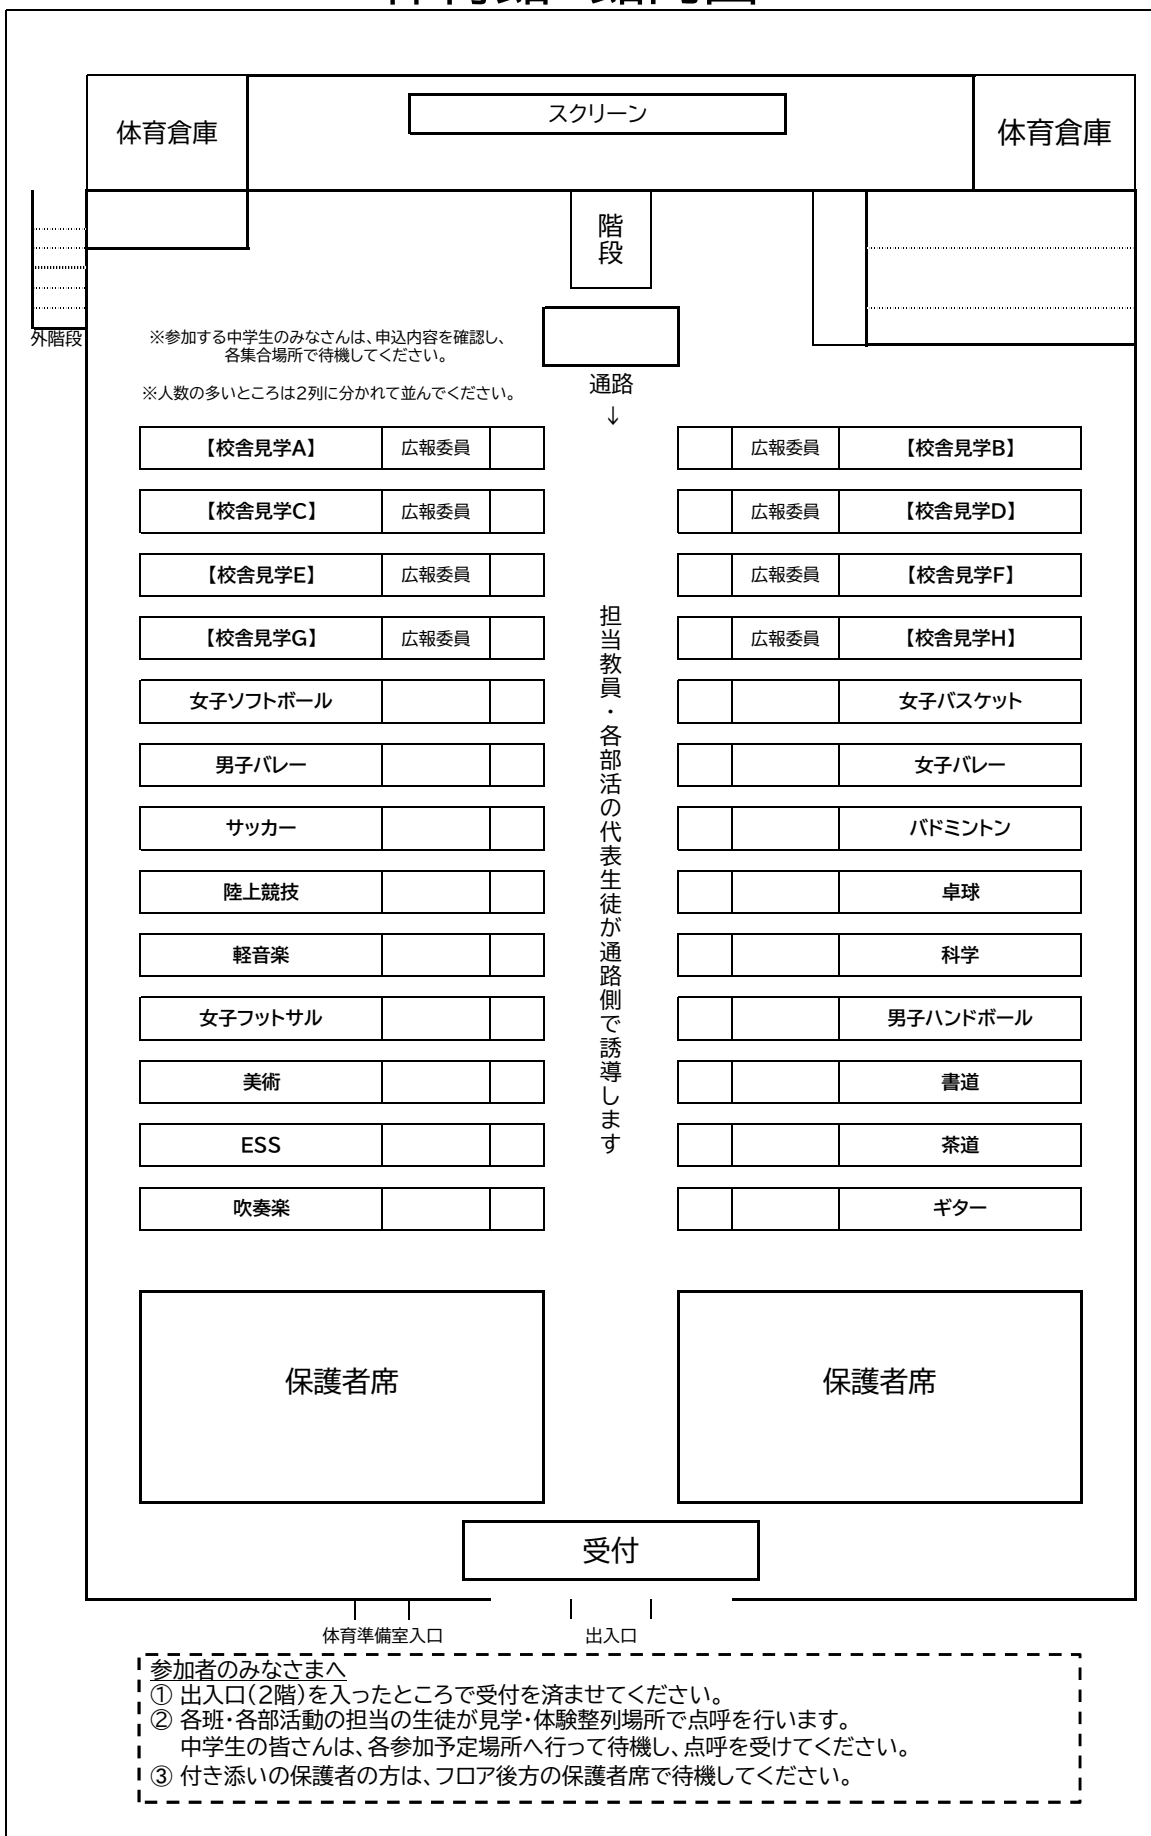 体育倉庫
スクリーン
体育倉庫
階段
外階段
※参加する中学生のみなさんは、申込内容を確認し、
各集合場所で待機してください。
※人数の多いところは2列に分かれて並んでください。
通路
↓
【校舎見学A】 広報委員
広報委員 【校舎見学B】
【校舎見学C】 広報委員
広報委員 【校舎見学D】
【校舎見学E】 広報委員
広報委員 【校舎見学F】
【校舎見学G】 広報委員
広報委員 【校舎見学H】
担当教員・各部活の代表生徒が通路側で誘導します
女子ソフトボール
女子バスケット
男子バレー
女子バレー
サッカー
バドミントン
陸上競技
卓球
軽音楽
科学
女子フットサル
男子ハンドボール
美術
書道
ESS
茶道
吹奏楽
ギター
保護者席
保護者席
受付
体育準備室入口
出入口
参加者のみなさまへ
① 出入口(2階)を入ったところで受付を済ませてください。
② 各班・各部活動の担当の生徒が見学・体験整列場所で点呼を行います。
中学生の皆さんは、各参加予定場所へ行って待機し、点呼を受けてください。
③ 付き添いの保護者の方は、フロア後方の保護者席で待機してください。